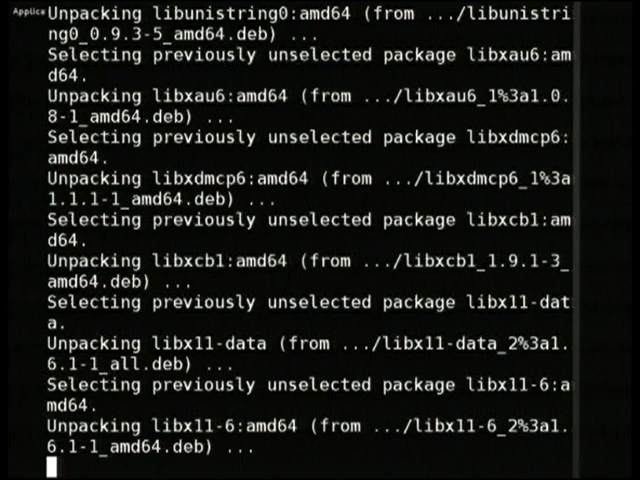 Applica
Unpacking libunistring0:amd64 (from .../libunistri
ng0_0.9.3-5_amd64.deb) ...
Selecting previously unselected package libxau6:am
d64.
Unpacking libxau6:amd64 (from .../libxau6_1%3a1.0.
8-1_amd64.deb) ...
Selecting previously unselected package libxdmcp6:
amd64.
Unpacking libxdmcp6:amd64 (from .../libxdmcp6_1%3a
1.1.1-1_amd64.deb) ...
Selecting previously unselected package libxcb1:am
d64.
Unpacking libxcb1:amd64 (from .../libxcb1_1.9.1-3_
amd64.deb) ...
Selecting previously unselected package libx11-dat
a.
Unpacking libx11-data (from .../libx11-data_2%3a1.
6.1-1_all.deb) ...
Selecting previously unselected package libx11-6:a
md64.
Unpacking libx11-6:amd64 (from .../libx11-6_2%3a1.
6.1-1_amd64.deb) ...